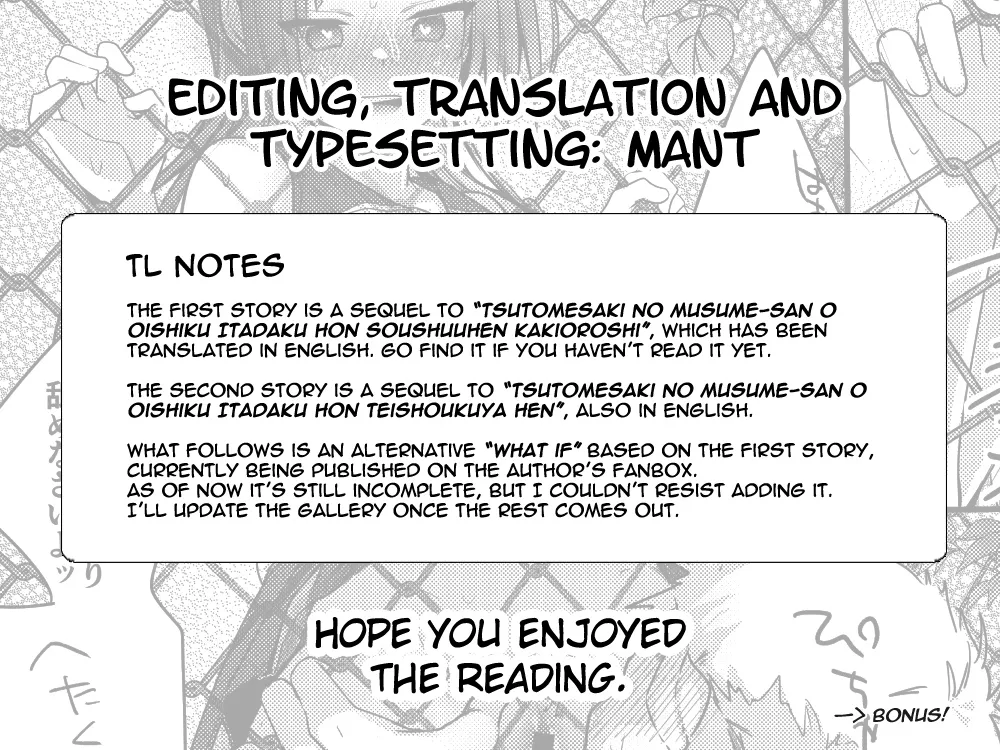 EDITING, TRANSLATION AND
TYPESETTING: MANT
TL NOTES
THE FIRST STORY IS A SEQUEL TO "TSUTOMESAKI NO MUSUME-SAN O
OISHIKU ITADAKU HON SOUSHUUHEN KAKIOROSHI", WHICH HAS BEEN
TRANSLATED IN ENGLISH. GO FIND IT IF YOU HAVEN'T READ IT YET.
THE SECOND STORY IS A SEQUEL TO "TSUTOMESAKI NO MUSUME-SAN O
OISHIKU ITADAKU HON TEISHOUKUYA HEN", ALSO IN ENGLISH.
WHAT FOLLOWS IS AN ALTERNATIVE "WHAT IF" BASED ON THE FIRST STORY,
CURRENTLY BEING PUBLISHED ON THE AUTHOR'S FANBOX.
AS OF NOW IT'S STILL INCOMPLETE, BUT I COULDN'T RESIST ADDING IT.
I'LL UPDATE THE GALLERY ONCE THE REST COMES OUT.
HOPE YOU ENJOYED
THE READING.
—> BONUS!